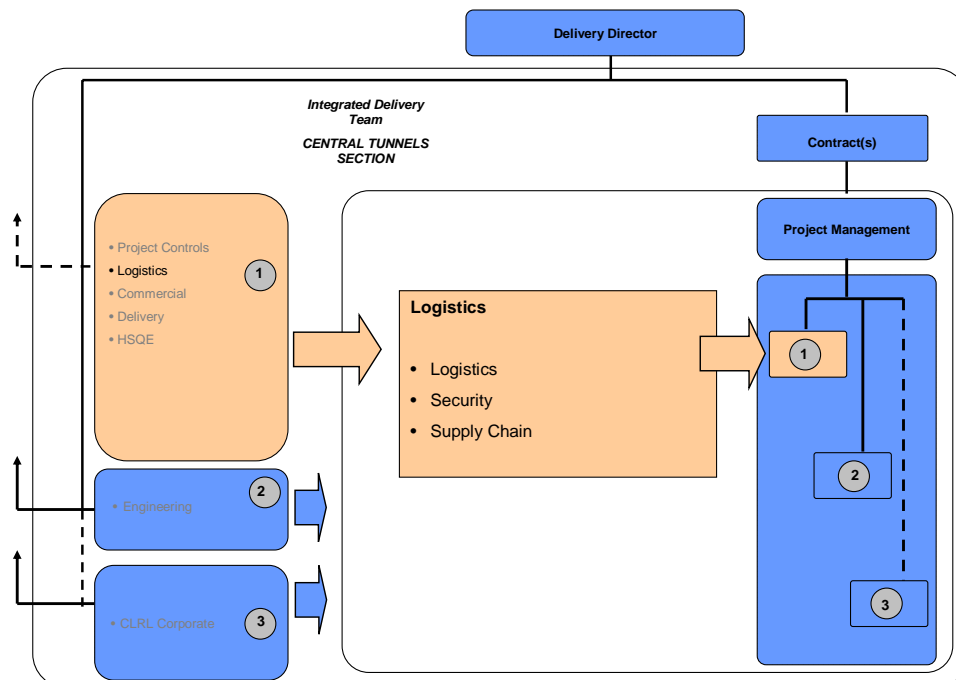 Delivery Director
Integrated Delivery
Team
CENTRAL TUNNELS
SECTION
Contract(s)
Project Management
• Project Controls
• Logistics
• Commercial
• Delivery
• HSQE
1
Logistics
• Logistics
• Security
• Supply Chain
1
2
• Engineering
2
3
• CLRL Corporate
3